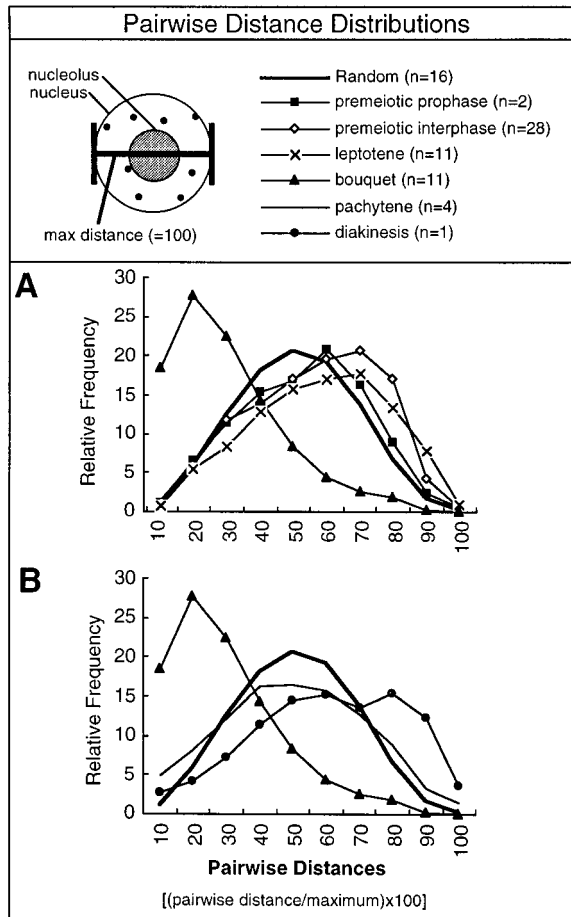 Pairwise Distance Distributions
nucleolus
nucleus
max distance (=100)
Random (n=16)
premeiotic prophase (n=2)
premeiotic interphase (n=28)
leptotene (n=11)
bouquet (n=11)
pachytene (n=4)
diakinesis (n=1)
A
Relative Frequency
30
25
20
15
10
5
0
10 20 30 40 50 60 70 80 90 100
B
Relative Frequency
30
25
20
15
10
5
0
10 20 30 40 50 60 70 80 90 100
Pairwise Distances
[(pairwise distance/maximum)x100]